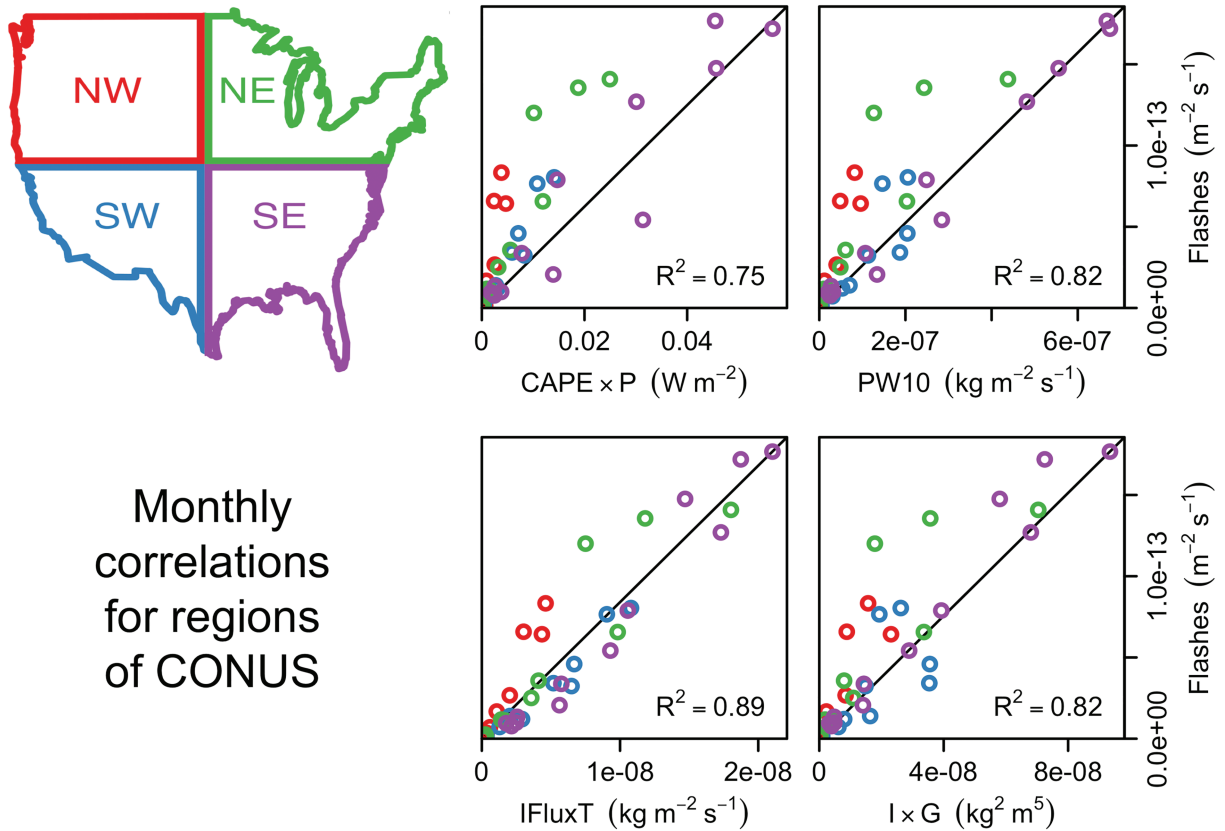 NW
NE
SW
SE
R² = 0.75
0
0.02
0.04
CAPE × P (W m⁻²)
R² = 0.82
0
2e-07
6e-07
PW10 (kg m⁻² s⁻¹)
0.0e+00
1.0e-13
Flashes (m⁻² s⁻¹)
Monthly
correlations
for regions
of CONUS
R² = 0.89
0
1e-08
2e-08
IFluxT (kg m⁻² s⁻¹)
R² = 0.82
0
4e-08
8e-08
I × G (kg² m⁵)
0.0e+00
1.0e-13
Flashes (m⁻² s⁻¹)